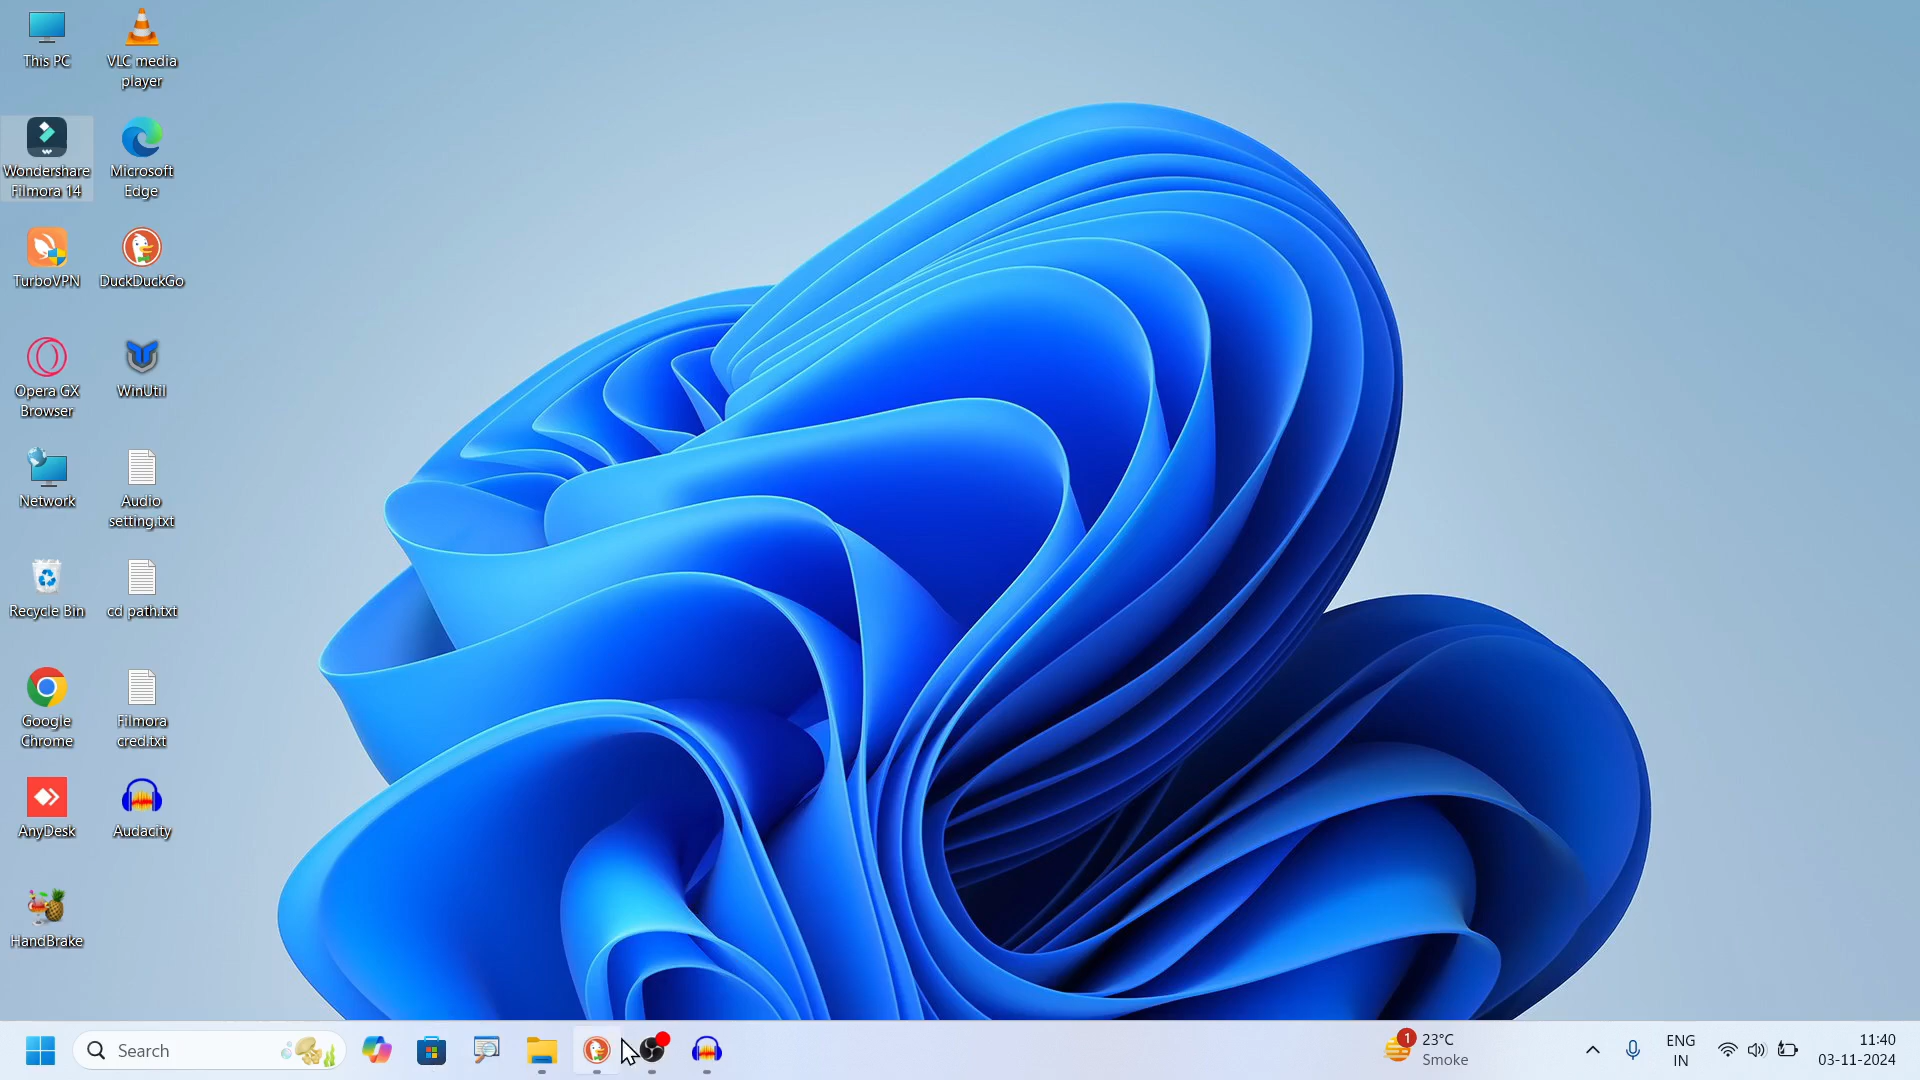 This PC
VLC media
player
Wondershare
Filmora 14
Microsoft
Edge
TurboVPN
DuckDuckGo
Opera GX
Browser
WinUtil
Network
Audio
setting.txt
Recycle Bin
cd path.txt
Google
Chrome
Filmora
cred.txt
AnyDesk
Audacity
HandBrake
Search
1
23°C
Smoke
ENG
IN
11:40
03-11-2024